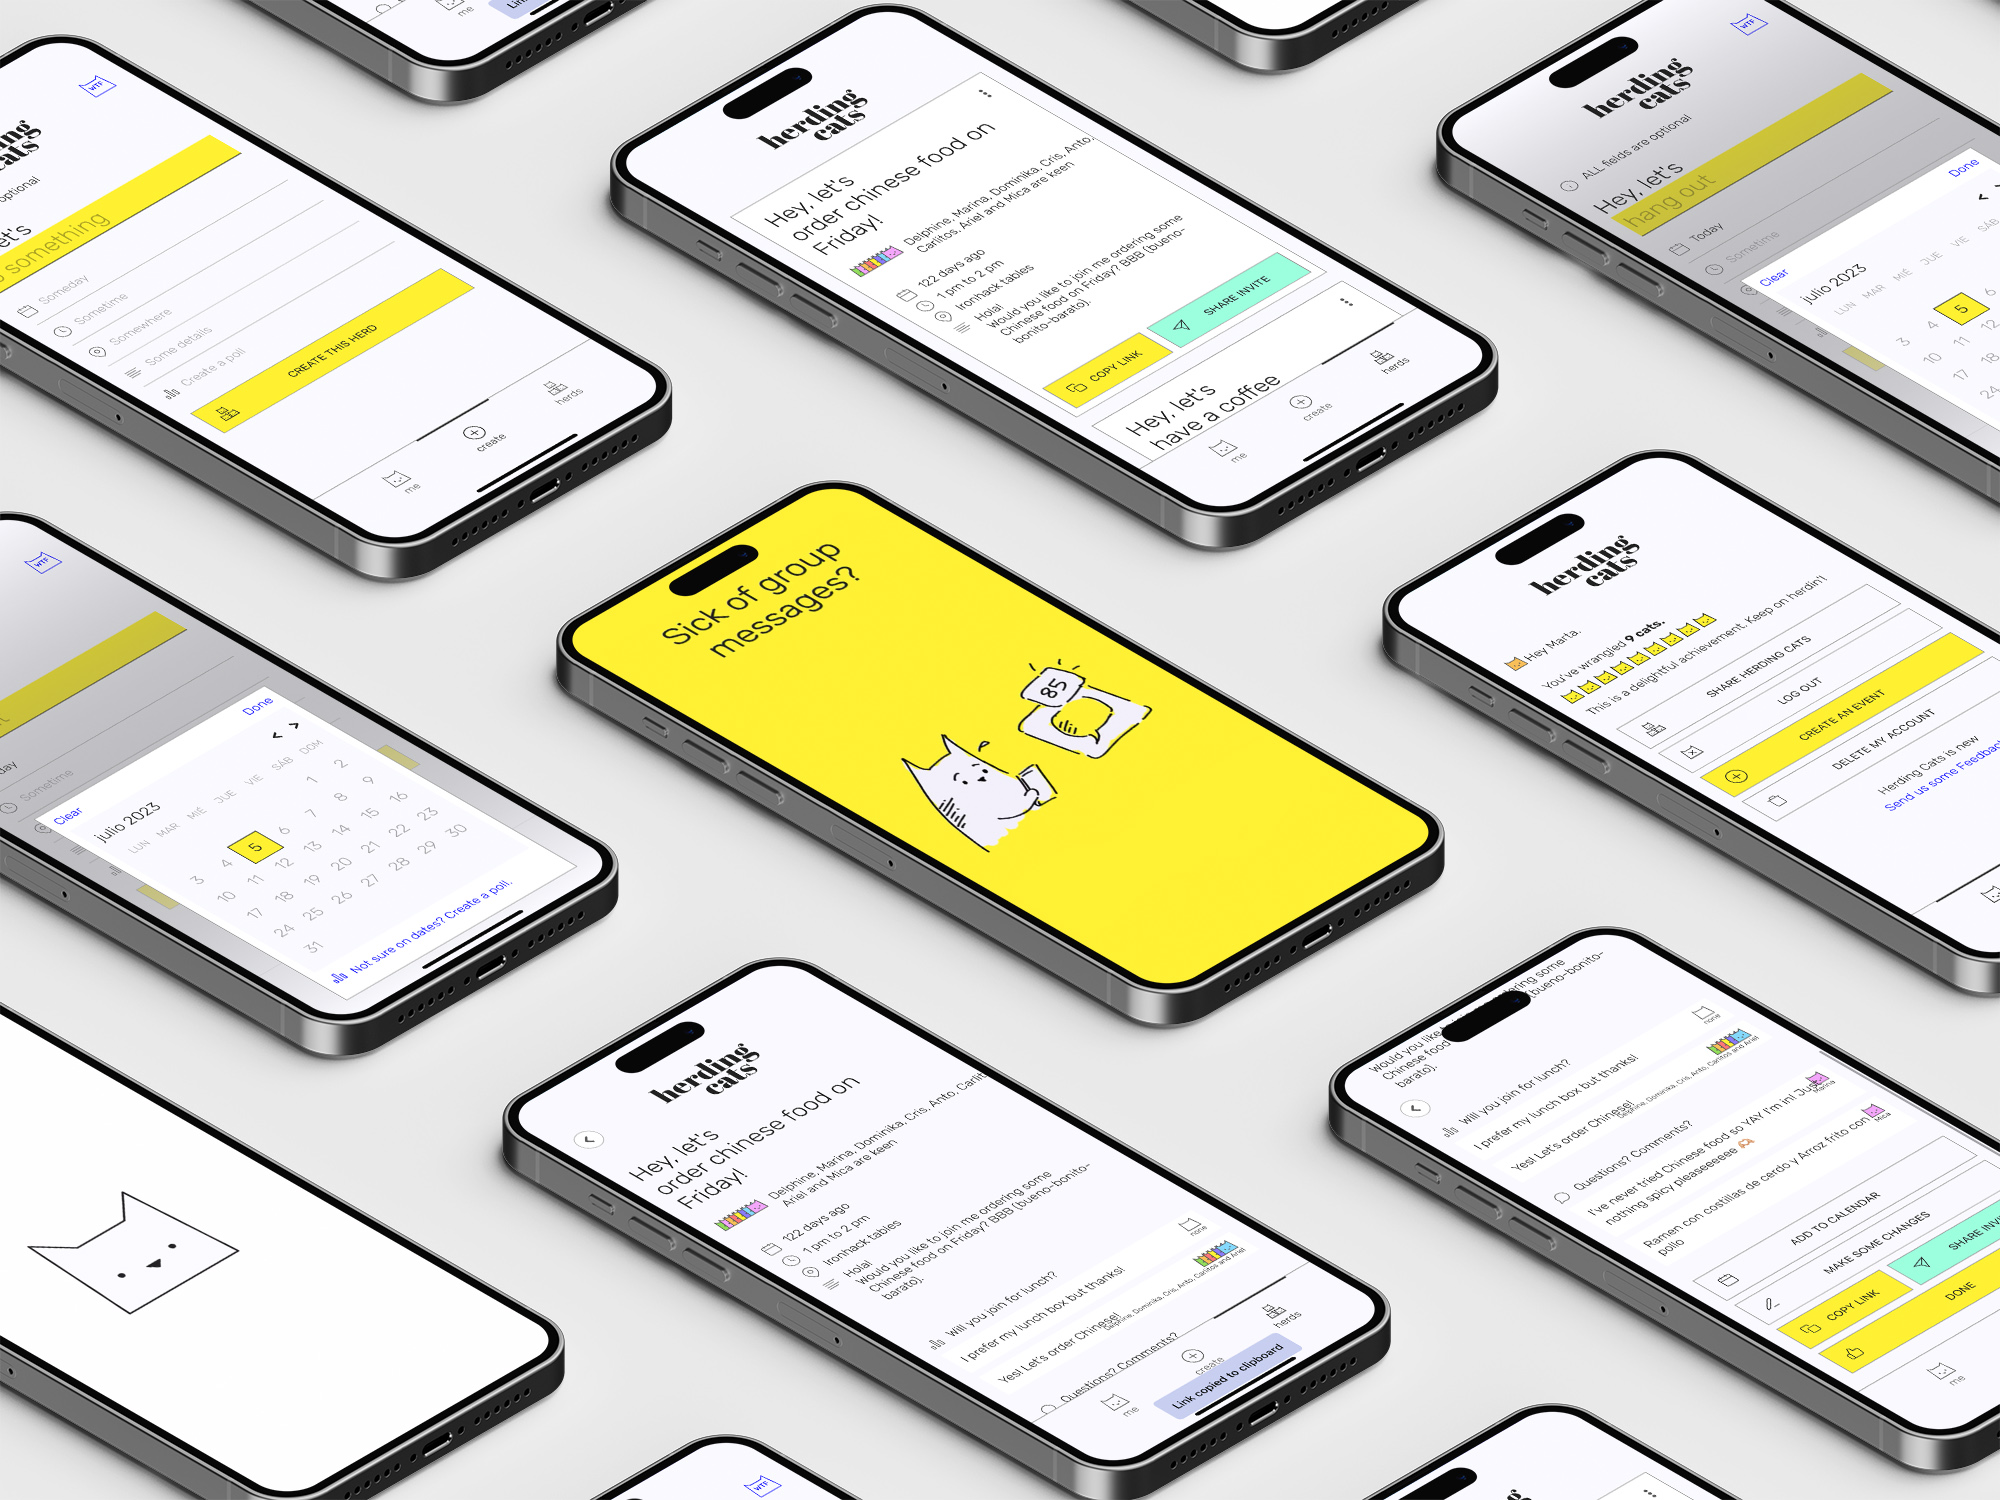 me
Link
WTF
ing
cats
optional
let's
something
Someday
Sometime
Somewhere
Some details
Create a poll
CREATE THIS HERD
me
create
herds
herding
cats
Hey, let's
order chinese food on
Friday!
Delphine, Marina, Dominika, Cris, Anto,
Carlitos, Ariel and Mica are keen
122 days ago
1 pm to 2 pm
Ironhack tables
Hola!
Would you like to join me ordering some
Chinese food on Friday? BBB (bueno-
bonito-barato).
COPY LINK
SHARE INVITE
Hey, let's
have a coffee
me
create
herds
WTF
herding
cats
ALL fields are optional
Hey, let's
hang out
Today
Sometime
Clear
Done
julio 2023
< >
LUN MAR MIÉ JUE VIE SÁB
3 4 5 6
10 11 12
17 18
24
WTF
Sometime
Clear
Done
julio 2023
< >
LUN MAR MIÉ JUE VIE SÁB DOM
1 2
3 4 5 6 7 8 9
10 11 12 13 14 15 16
17 18 19 20 21 22 23
24 25 26 27 28 29 30
31
Not sure on dates? Create a poll.
Sick of group
messages?
85
herding
cats
Hey Marta.
You've wrangled 9 cats.
This is a delightful achievement. Keep on herdin'!
SHARE HERDING CATS
LOG OUT
CREATE AN EVENT
DELETE MY ACCOUNT
Herding Cats is new
Send us some Feedback
herding
cats
Hey, let's
order chinese food on
Friday!
Delphine, Marina, Dominika, Cris, Anto, Carlit
Ariel and Mica are keen
122 days ago
1 pm to 2 pm
Ironhack tables
Hola!
Would you like to join me ordering some
Chinese food on Friday? BBB (bueno-bonito-
barato).
Will you join for lunch?
I prefer my lunch box but thanks!
none
Yes! Let's order Chinese!
Delphine, Dominika, Cris, Anto, Carlitos and Ariel
Questions? Comments?
me
create
herds
Link copied to clipboard
Would you like ordering some
Chinese food (bueno-bonito-
barato).
Will you join for lunch?
I prefer my lunch box but thanks!
none
Yes! Let's order Chinese!
Delphine, Dominika, Cris, Anto, Carlitos and Ariel
Questions? Comments?
I've never tried Chinese food so YAY I'm in! Just
nothing spicy pleaseeeeee
Marina
Ramen con costillas de cerdo y Arroz frito con
pollo
Mica
ADD TO CALENDAR
MAKE SOME CHANGES
COPY LINK
SHARE INVI
DONE
me
WTF